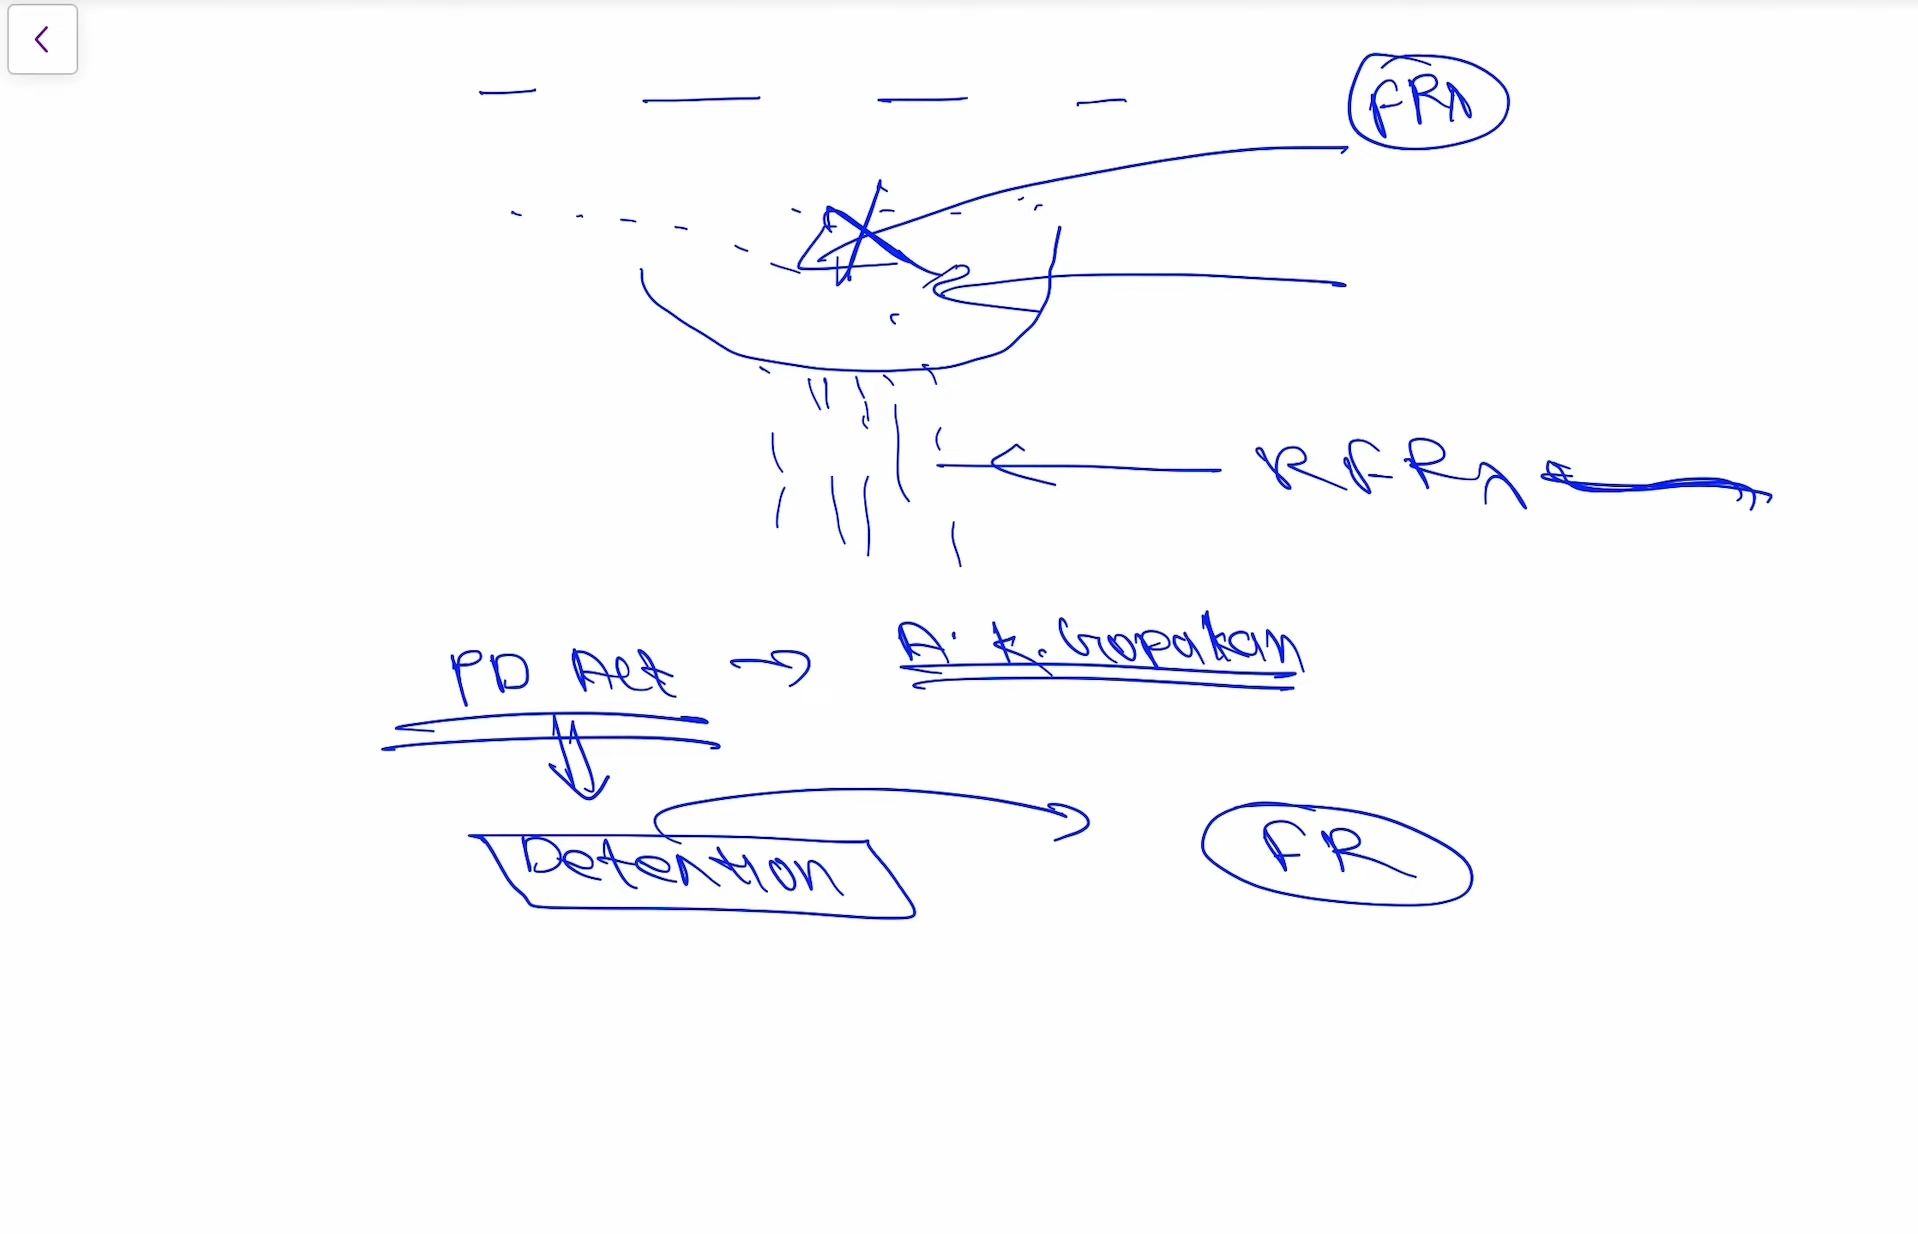 FRA
RFRA
PD Act → A.K. Gopalan
Detention
FR